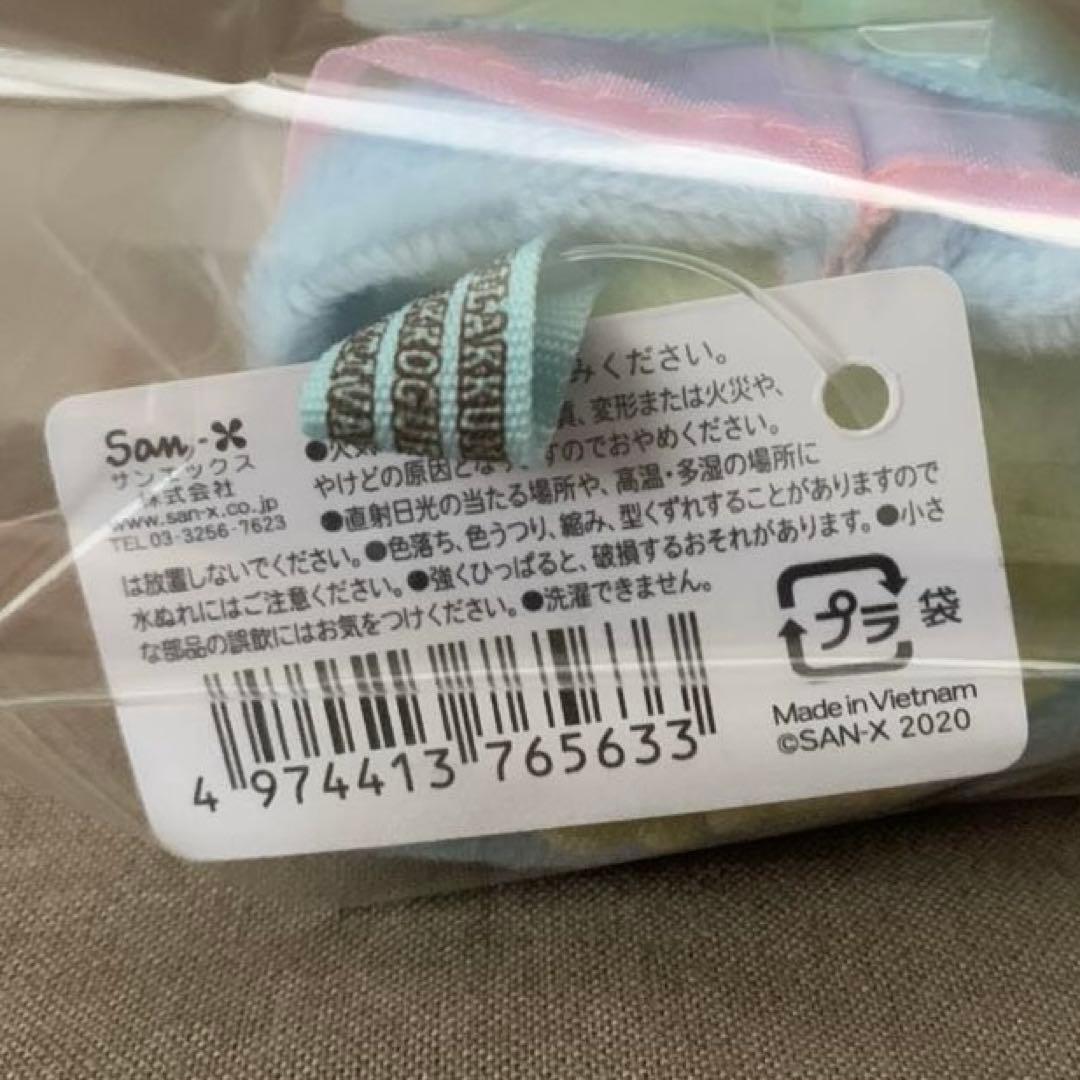 San-X
サンエックス
株式会社
www.san-x.co.jp
TEL 03-3256-7623
みください。
変形または火災や、
やけどの原因とな すのでおやめください。
●直射日光の当たる場所や、高温・多湿の場所に
は放置しないでください。●色落ち、色うつり、縮み、型くずれすることがありますので
水ぬれにはご注意ください。●強くひっぱると、破損するおそれがあります。●小さ
な部品の誤飲にはお気をつけください。●洗濯できません。
プラ 袋
4 974413 765633
Made in Vietnam
©SAN-X 2020